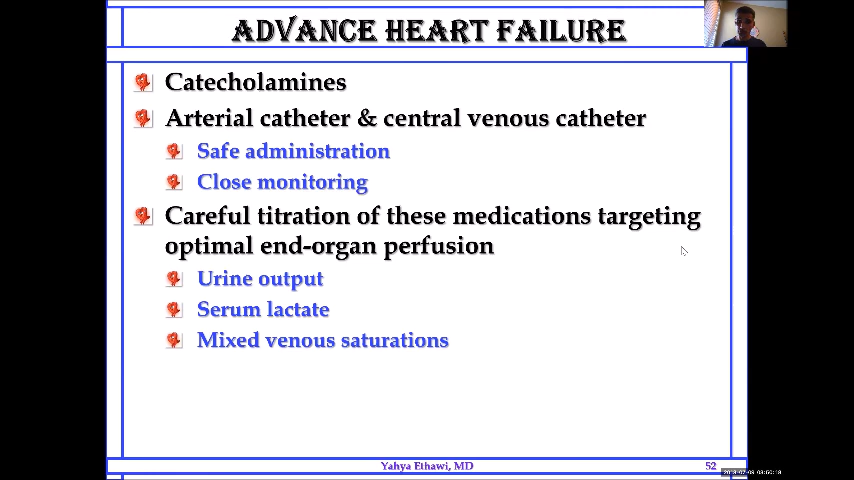 ADVANCE HEART FAILURE
Catecholamines
Arterial catheter & central venous catheter
Safe administration
Close monitoring
Careful titration of these medications targeting
optimal end-organ perfusion
Urine output
Serum lactate
Mixed venous saturations
Yahya Ethawi, MD
52